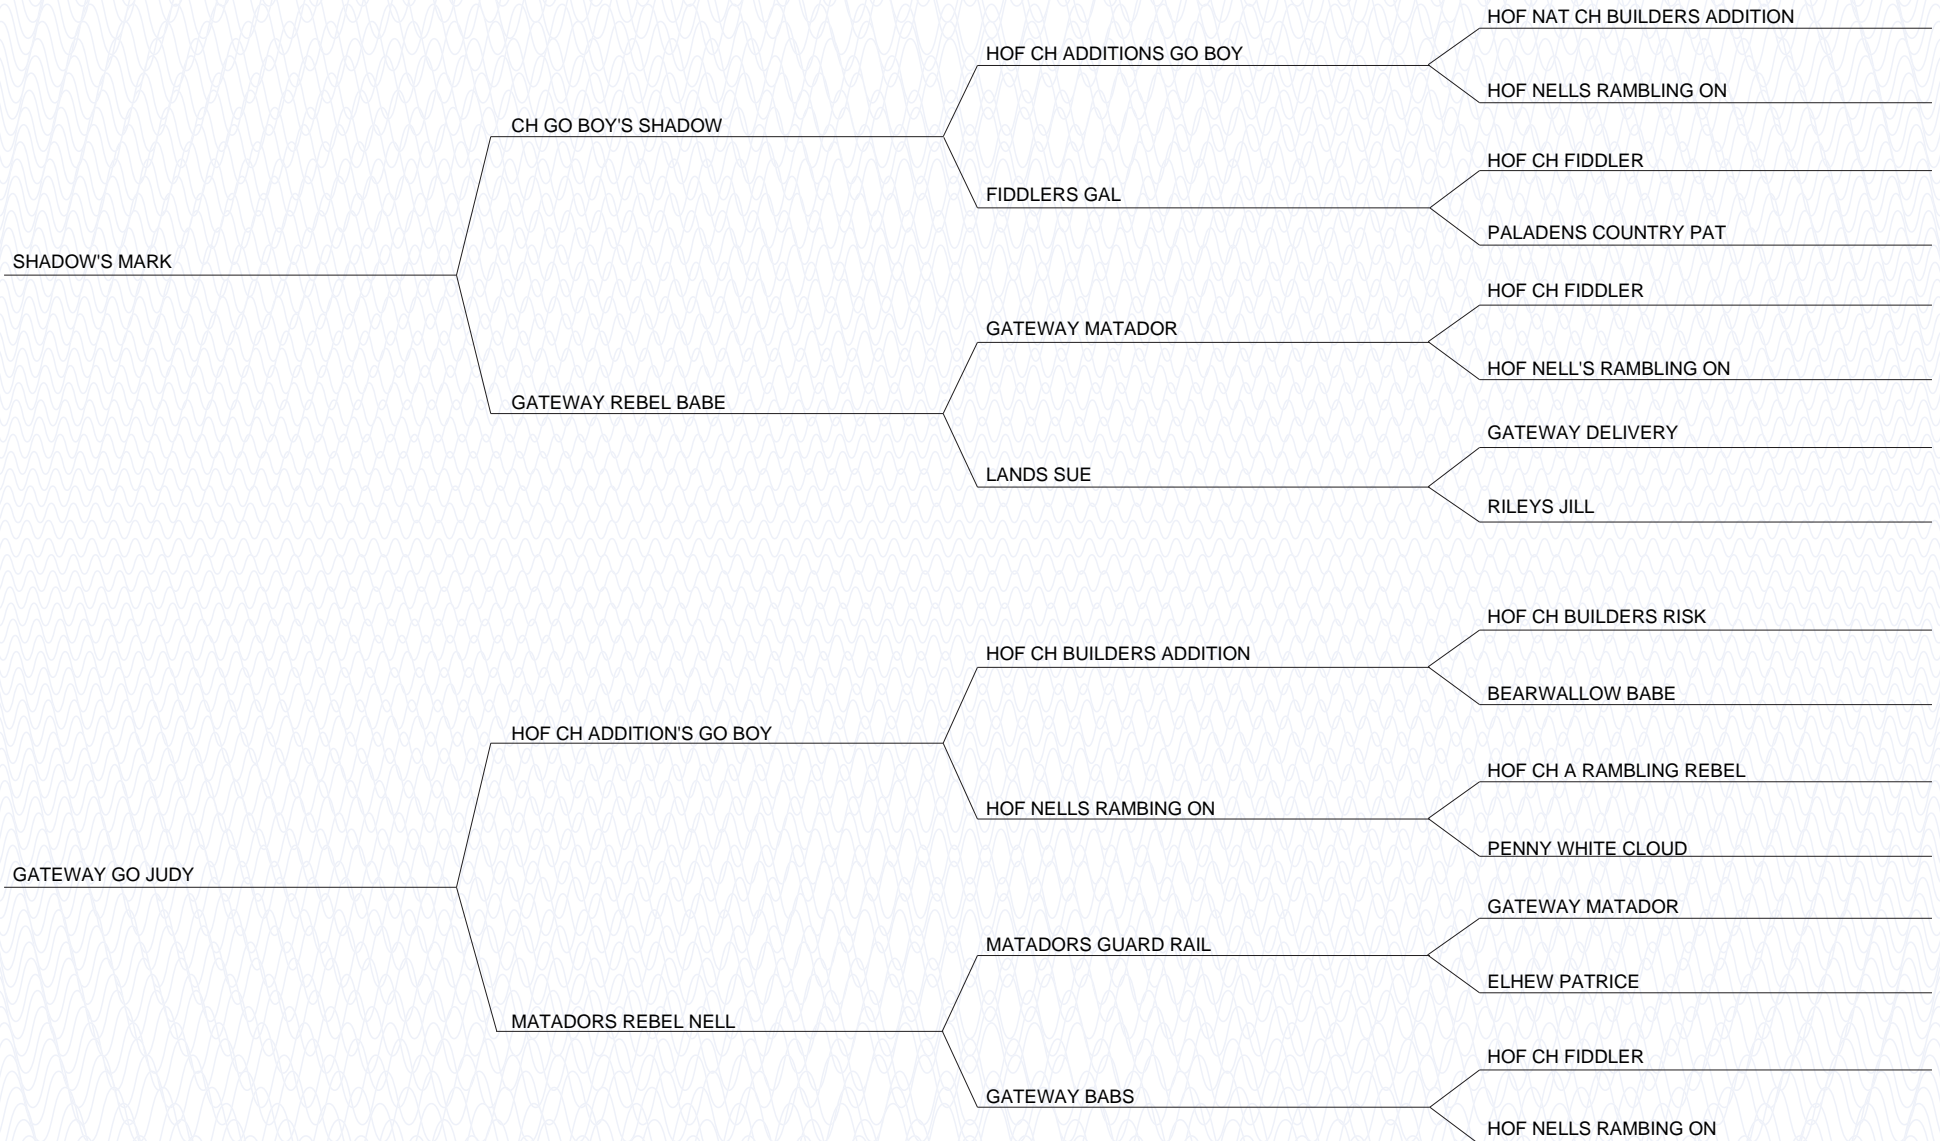 HOF NAT CH BUILDERS ADDITION
HOF CH ADDITIONS GO BOY
HOF NELLS RAMBLING ON
CH GO BOY'S SHADOW
HOF CH FIDDLER
FIDDLERS GAL
PALADENS COUNTRY PAT
SHADOW'S MARK
HOF CH FIDDLER
GATEWAY MATADOR
HOF NELL'S RAMBLING ON
GATEWAY REBEL BABE
GATEWAY DELIVERY
LANDS SUE
RILEYS JILL
HOF CH BUILDERS RISK
HOF CH BUILDERS ADDITION
BEARWALLOW BABE
HOF CH ADDITION'S GO BOY
HOF CH A RAMBLING REBEL
HOF NELLS RAMBING ON
PENNY WHITE CLOUD
GATEWAY GO JUDY
GATEWAY MATADOR
MATADORS GUARD RAIL
ELHEW PATRICE
MATADORS REBEL NELL
HOF CH FIDDLER
GATEWAY BABS
HOF NELLS RAMBING ON